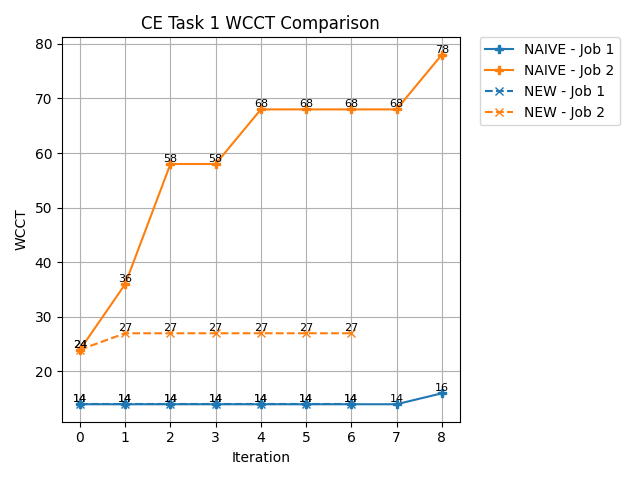 CE Task 1 WCCT Comparison
NAIVE - Job 1
NAIVE - Job 2
NEW - Job 1
NEW - Job 2
WCCT
80
70
60
50
40
30
20
78
68 68 68 68
58 58
36
27 27 27 27 27 27
24
24
16
14 14 14 14 14 14 14 14
14 14 14 14 14 14 14
0 1 2 3 4 5 6 7 8
Iteration